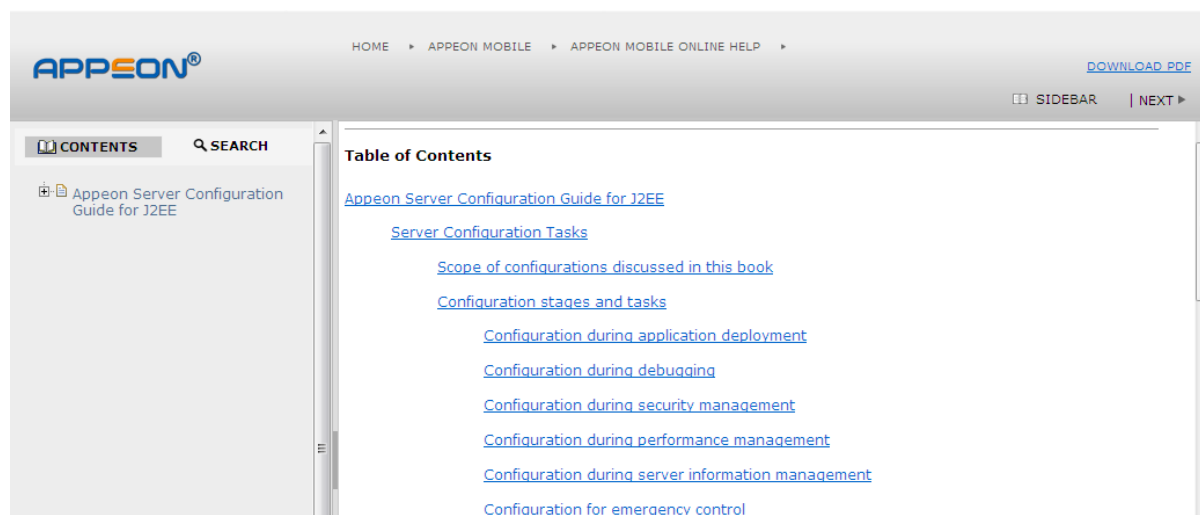 APPEON®
HOME ▸ APPEON MOBILE ▸ APPEON MOBILE ONLINE HELP ▸
DOWNLOAD PDF
SIDEBAR | NEXT ▸
CONTENTS SEARCH
Appeon Server Configuration
Guide for J2EE
Table of Contents
Appeon Server Configuration Guide for J2EE
Server Configuration Tasks
Scope of configurations discussed in this book
Configuration stages and tasks
Configuration during application deployment
Configuration during debugging
Configuration during security management
Configuration during performance management
Configuration during server information management
Configuration for emergency control